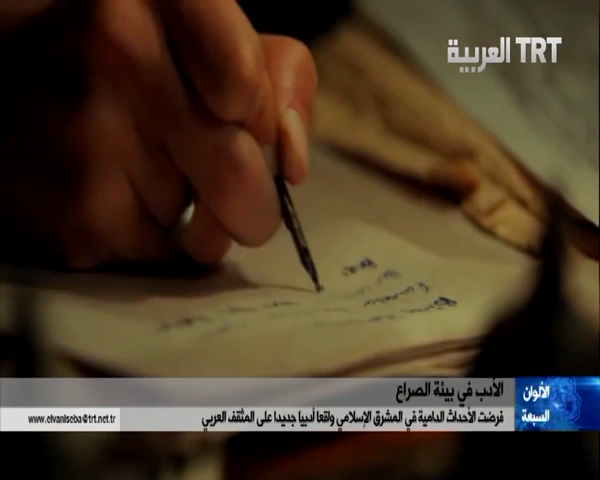 TRT العربية
الأدب في بيئة الصراع
الألوان
السبعة
فرضت الأحداث الدامية في المشرق الإسلامي واقعا أدبيا جديدا على المثقف العربي
www.elvaniseba@trt.net.tr